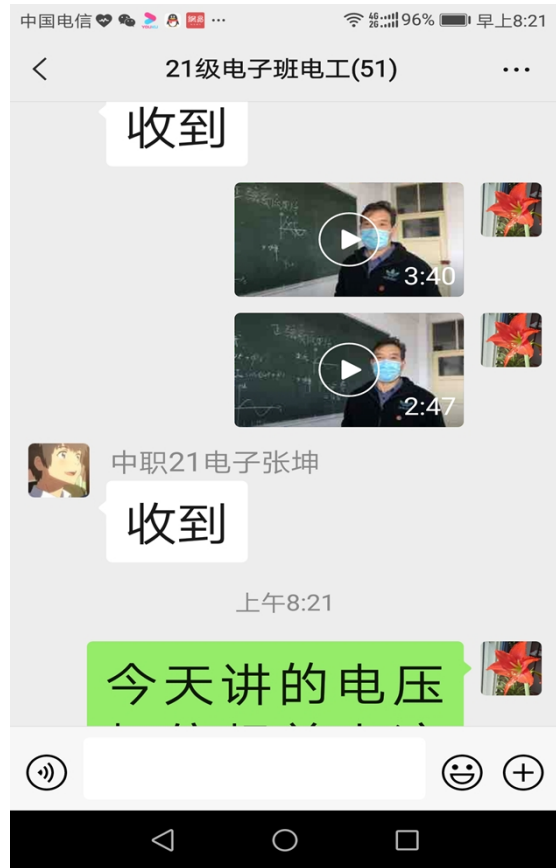 中国电信 96% 早上8:21
21级电子班电工(51)
收到
3:40
2:47
中职21电子张坤
收到
上午8:21
今天讲的电压